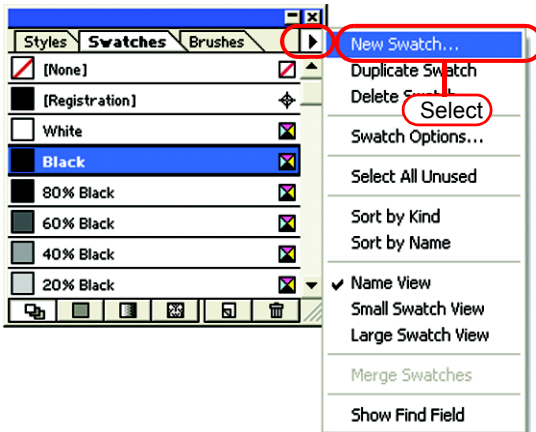 Styles Swatches Brushes
[None]
[Registration]
White
Black
80% Black
60% Black
40% Black
20% Black
New Swatch...
Duplicate Swatch
Delete Swatch
Select
Swatch Options...
Select All Unused
Sort by Kind
Sort by Name
Name View
Small Swatch View
Large Swatch View
Merge Swatches
Show Find Field